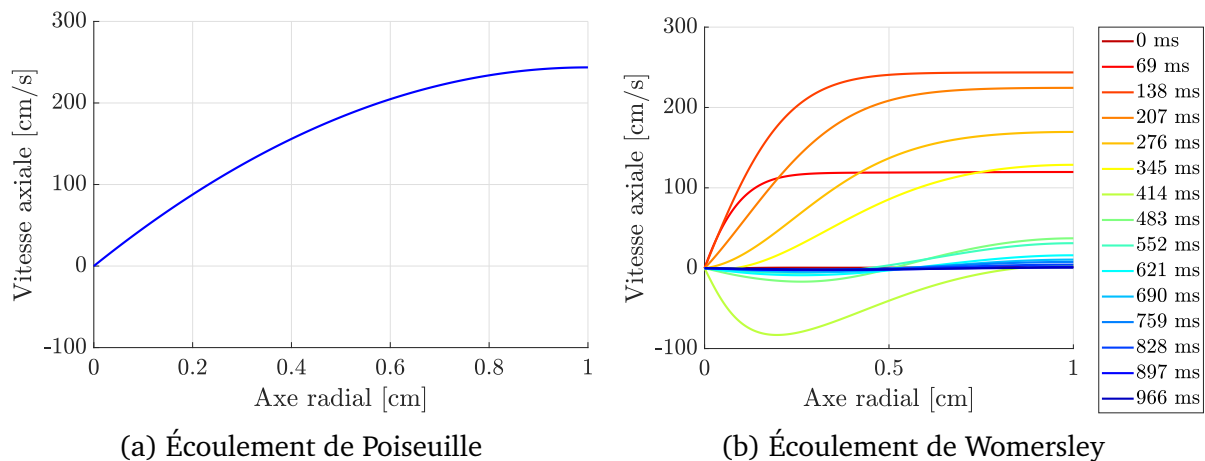 300
200
100
0
-100
0
0.2
0.4
0.6
0.8
1
Vitesse axiale [cm/s]
Axe radial [cm]
(a) Écoulement de Poiseuille
300
200
100
0
-100
0
0.5
1
Vitesse axiale [cm/s]
Axe radial [cm]
0 ms
69 ms
138 ms
207 ms
276 ms
345 ms
414 ms
483 ms
552 ms
621 ms
690 ms
759 ms
828 ms
897 ms
966 ms
(b) Écoulement de Womersley